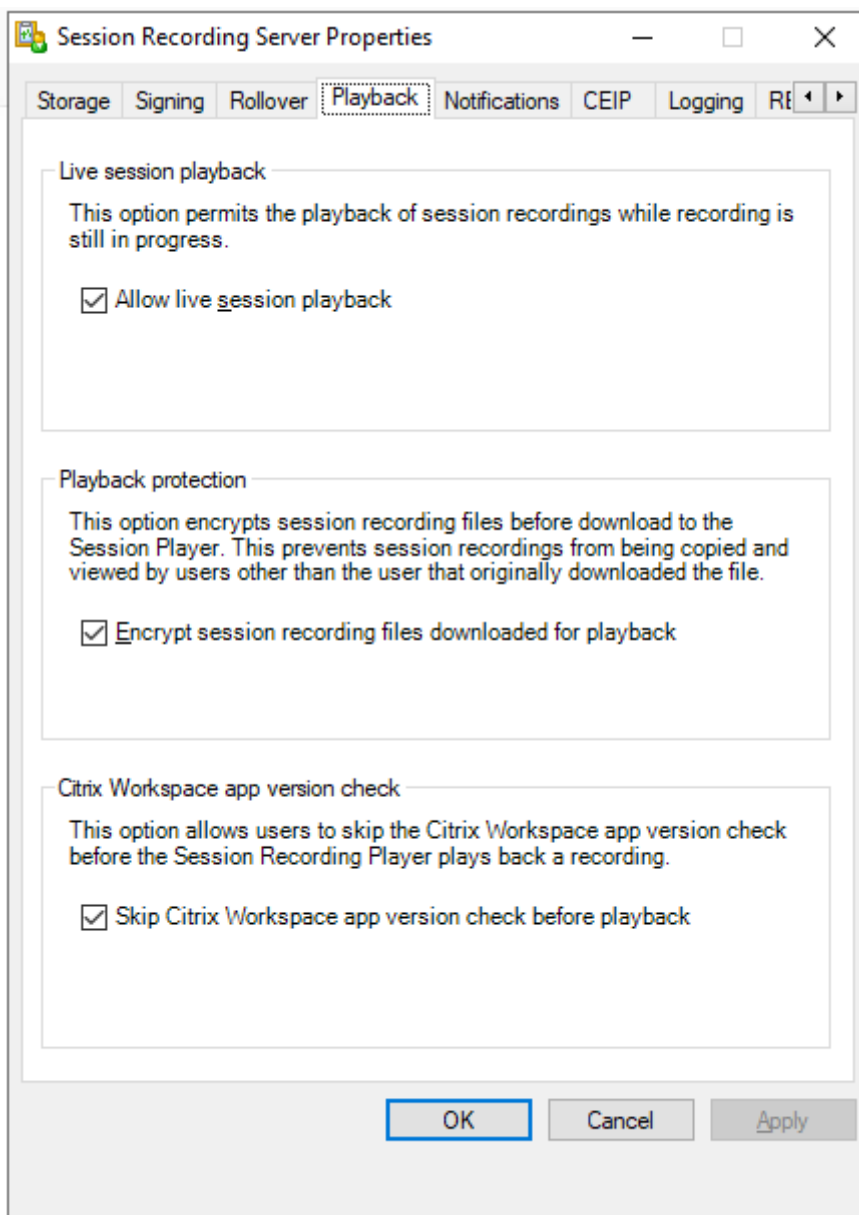 Session Recording Server Properties
Storage Signing Rollover Playback Notifications CEIP Logging RE
Live session playback
This option permits the playback of session recordings while recording is
still in progress.
Allow live session playback
Playback protection
This option encrypts session recording files before download to the
Session Player. This prevents session recordings from being copied and
viewed by users other than the user that originally downloaded the file.
Encrypt session recording files downloaded for playback
Citrix Workspace app version check
This option allows users to skip the Citrix Workspace app version check
before the Session Recording Player plays back a recording.
Skip Citrix Workspace app version check before playback
OK Cancel Apply